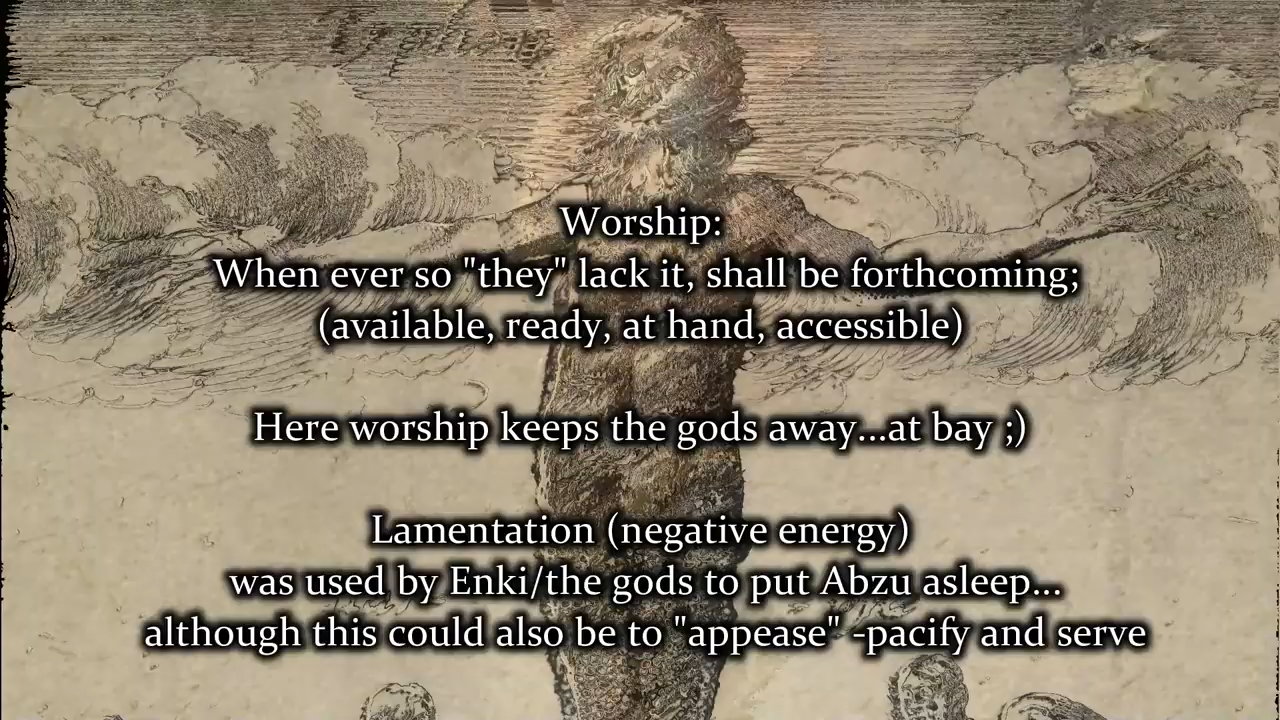 Worship:
When ever so "they" lack it, shall be forthcoming;
(available, ready, at hand, accessible)
Here worship keeps the gods away...at bay ;)
Lamentation (negative energy)
was used by Enki/the gods to put Abzu asleep...
although this could also be to "appease" -pacify and serve